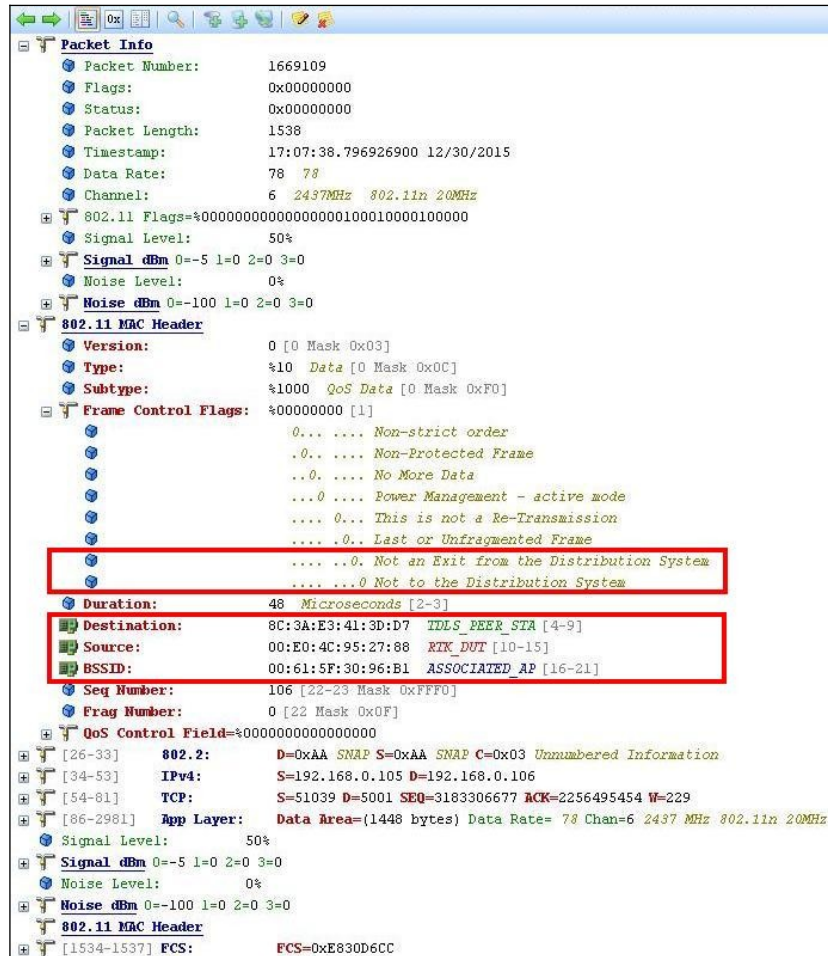 Packet Info
Packet Number: 1669109
Flags: 0x00000000
Status: 0x00000000
Packet Length: 1538
Timestamp: 17:07:38.796926900 12/30/2015
Data Rate: 78 78
Channel: 6 2437MHz 802.11n 20MHz
802.11 Flags=%00000000000000000100010000100000
Signal Level: 50%
Signal dBm 0=-5 1=0 2=0 3=0
Noise Level: 0%
Noise dBm 0=-100 1=0 2=0 3=0
802.11 MAC Header
Version: 0 [0 Mask 0x03]
Type: %10 Data [0 Mask 0x0C]
Subtype: %1000 QoS Data [0 Mask 0xF0]
Frame Control Flags: %00000000 [1]
0... .... Non-strict order
.0.. .... Non-Protected Frame
..0. .... No More Data
...0 .... Power Management - active mode
.... 0... This is not a Re-Transmission
.... .0.. Last or Unfragmented Frame
.... ..0. Not an Exit from the Distribution System
.... ...0 Not to the Distribution System
Duration: 48 Microseconds [2-3]
Destination: 8C:3A:E3:41:3D:D7 TDLS_PEER_STA [4-9]
Source: 00:E0:4C:95:27:88 RTK_DUT [10-15]
BSSID: 00:61:5F:30:96:B1 ASSOCIATED_AP [16-21]
Seq Number: 106 [22-23 Mask 0xFFF0]
Frag Number: 0 [22 Mask 0x0F]
QoS Control Field=%0000000000000000
[26-33] 802.2: D=0xAA SNAP S=0xAA SNAP C=0x03 Unnumbered Information
[34-53] IPv4: S=192.168.0.105 D=192.168.0.106
[54-81] TCP: S=51039 D=5001 SEQ=3183306677 ACK=2256495454 W=229
[86-2981] App Layer: Data Area=(1448 bytes) Data Rate= 78 Chan=6 2437 MHz 802.11n 20MHz
Signal Level: 50%
Signal dBm 0=-5 1=0 2=0 3=0
Noise Level: 0%
Noise dBm 0=-100 1=0 2=0 3=0
802.11 MAC Header
[1534-1537] FCS: FCS=0xE830D6CC